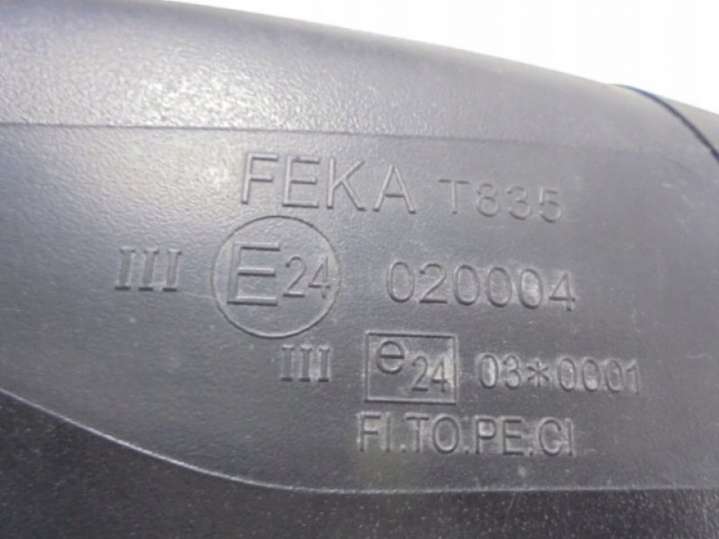 FEKA T835
III E24 020004
III e24 03*0001
FI.TO.PE.CI